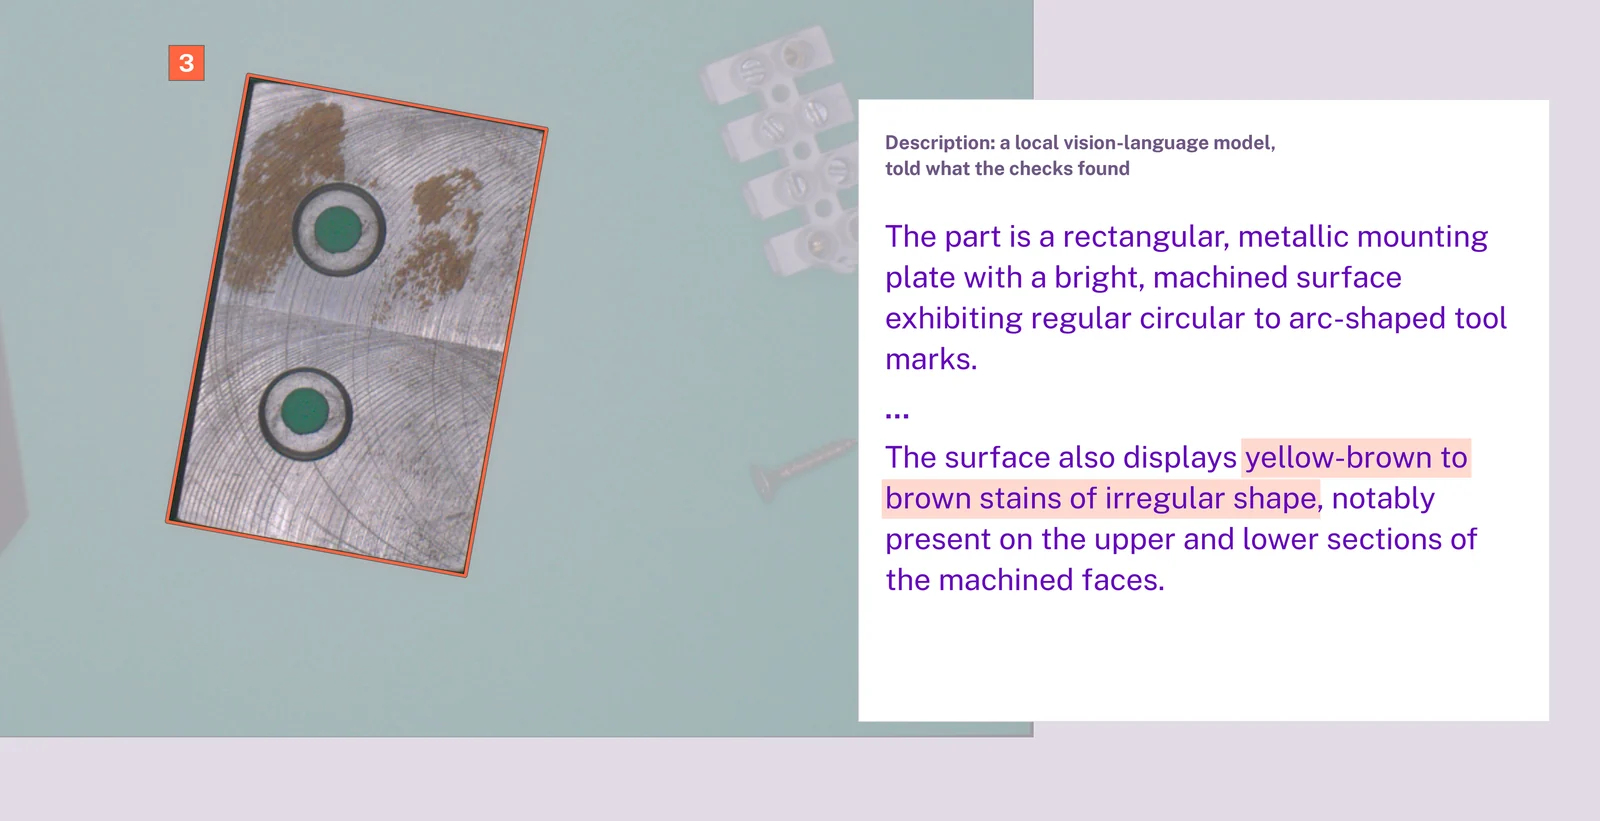 3
Description: a local vision-language model,
told what the checks found
The part is a rectangular, metallic mounting
plate with a bright, machined surface
exhibiting regular circular to arc-shaped tool
marks.
...
The surface also displays yellow-brown to
brown stains of irregular shape, notably
present on the upper and lower sections of
the machined faces.